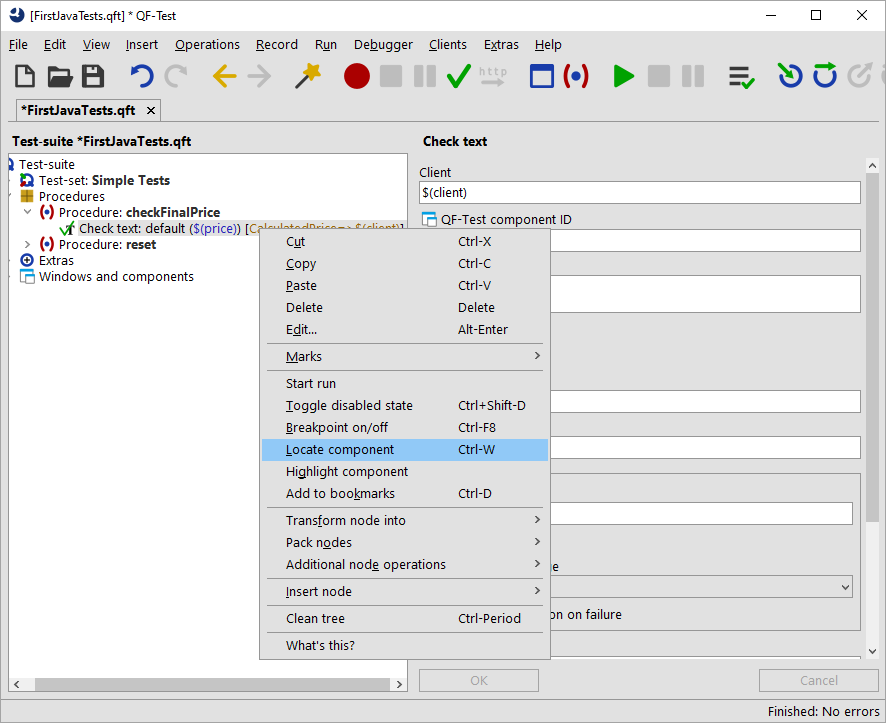 [FirstJavaTests.qft] * QF-Test
File Edit View Insert Operations Record Run Debugger Clients Extras Help
http
*FirstJavaTests.qft
Test-suite *FirstJavaTests.qft
Test-suite
Test-set: Simple Tests
Procedures
Procedure: checkFinalPrice
Check text: default ($(price)) [CalculatedPrice=> $(client)]
Procedure: reset
Extras
Windows and components
Cut Ctrl-X
Copy Ctrl-C
Paste Ctrl-V
Delete Delete
Edit... Alt-Enter
Marks
Start run
Toggle disabled state Ctrl+Shift-D
Breakpoint on/off Ctrl-F8
Locate component Ctrl-W
Highlight component
Add to bookmarks Ctrl-D
Transform node into
Pack nodes
Additional node operations
Insert node
Clean tree Ctrl-Period
What's this?
Check text
Client
$(client)
QF-Test component ID
on failure
OK Cancel
Finished: No errors